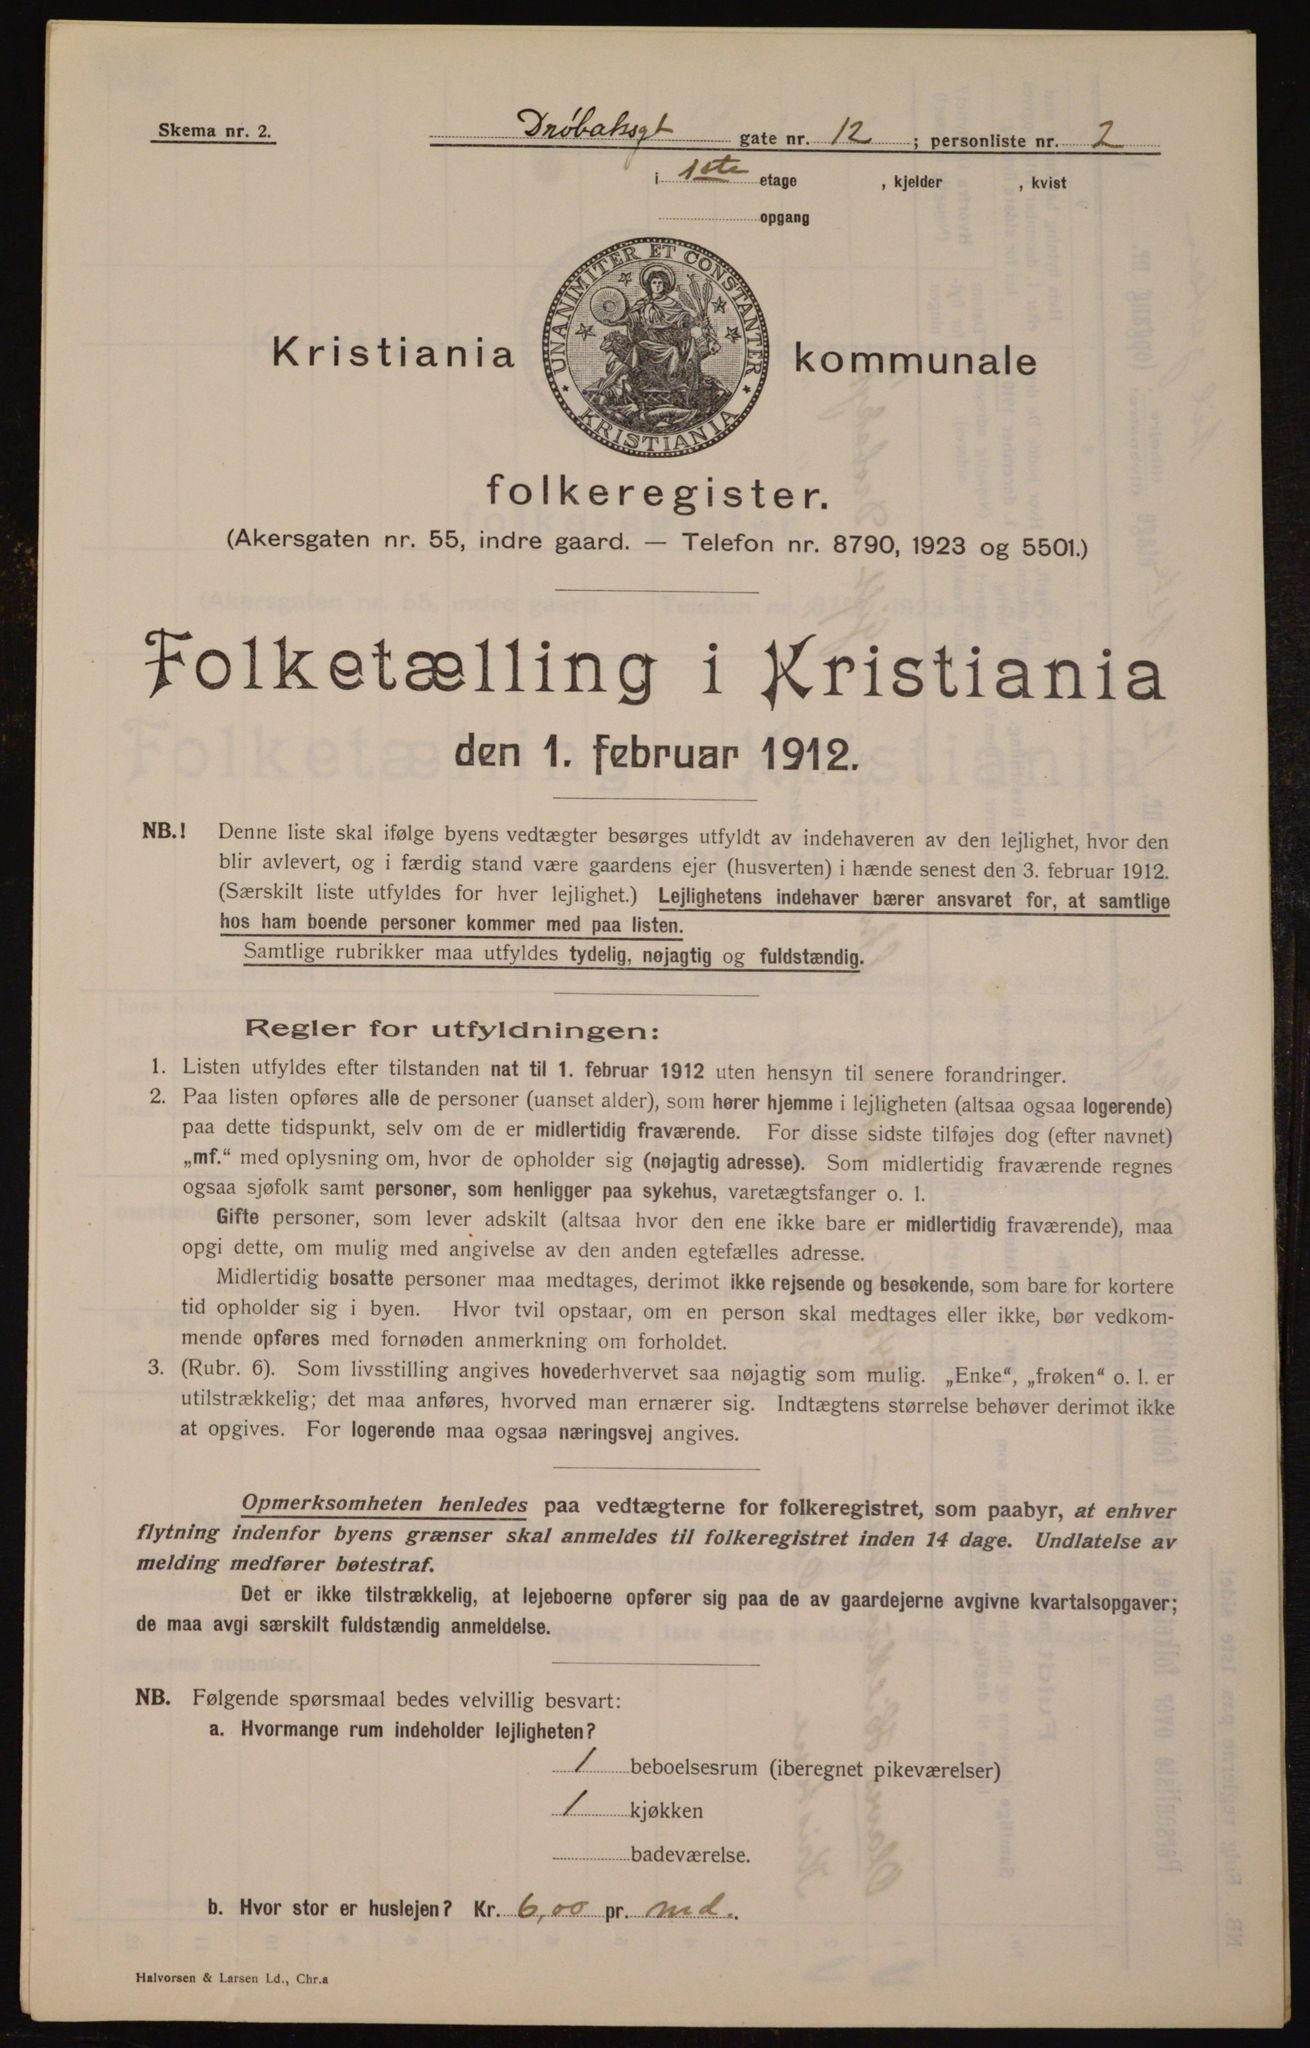 Skema nr. 2.
Drøbaksgt gate nr. 12 ; personliste nr. 2
i 1ste etage , kjelder , kvist
opgang
UNANIMITER ET CONSTANTER
KRISTIANIA
Kristiania kommunale
folkeregister.
(Akersgaten nr. 55, indre gaard. — Telefon nr. 8790, 1923 og 5501.)
Folketælling i Kristiania
den 1. februar 1912.
NB.! Denne liste skal ifølge byens vedtægter besørges utfyldt av indehaveren av den lejlighet, hvor den
blir avlevert, og i færdig stand være gaardens ejer (husverten) i hænde senest den 3. februar 1912.
(Særskilt liste utfyldes for hver lejlighet.) Lejlighetens indehaver bærer ansvaret for, at samtlige
hos ham boende personer kommer med paa listen.
Samtlige rubrikker maa utfyldes tydelig, nøjagtig og fuldstændig.
Regler for utfyldningen:
1. Listen utfyldes efter tilstanden nat til 1. februar 1912 uten hensyn til senere forandringer.
2. Paa listen opføres alle de personer (uanset alder), som hører hjemme i lejligheten (altsaa ogsaa logerende)
paa dette tidspunkt, selv om de er midlertidig fraværende. For disse sidste tilføjes dog (efter navnet)
„mf.“ med oplysning om, hvor de opholder sig (nøjagtig adresse). Som midlertidig fraværende regnes
ogsaa sjøfolk samt personer, som henligger paa sykehus, varetægtsfanger o. l.
Gifte personer, som lever adskilt (altsaa hvor den ene ikke bare er midlertidig fraværende), maa
opgi dette, om mulig med angivelse av den anden egtefælles adresse.
Midlertidig bosatte personer maa medtages, derimot ikke rejsende og besøkende, som bare for kortere
tid opholder sig i byen. Hvor tvil opstaar, om en person skal medtages eller ikke, bør vedkom-
mende opføres med fornøden anmerkning om forholdet.
3. (Rubr. 6). Som livsstilling angives hovederhvervet saa nøjagtig som mulig. „Enke“, „frøken“ o. l. er
utilstrækkelig; det maa anføres, hvorved man ernærer sig. Indtægtens størrelse behøver derimot ikke
at opgives. For logerende maa ogsaa næringsvej angives.
Opmerksomheten henledes paa vedtægterne for folkeregistret, som paabyr, at enhver
flytning indenfor byens grænser skal anmeldes til folkeregistret inden 14 dage. Undlatelse av
melding medfører bøtestraf.
Det er ikke tilstrækkelig, at lejeboerne opfører sig paa de av gaardejerne avgivne kvartalsopgaver;
de maa avgi særskilt fuldstændig anmeldelse.
NB. Følgende spørsmaal bedes velvillig besvart:
a. Hvormange rum indeholder lejligheten?
1 beboelsesrum (iberegnet pikeværelser)
1 kjøkken
badeværelse.
b. Hvor stor er huslejen? Kr. 6,00 pr. md.
Halvorsen & Larsen Ld., Chr.a